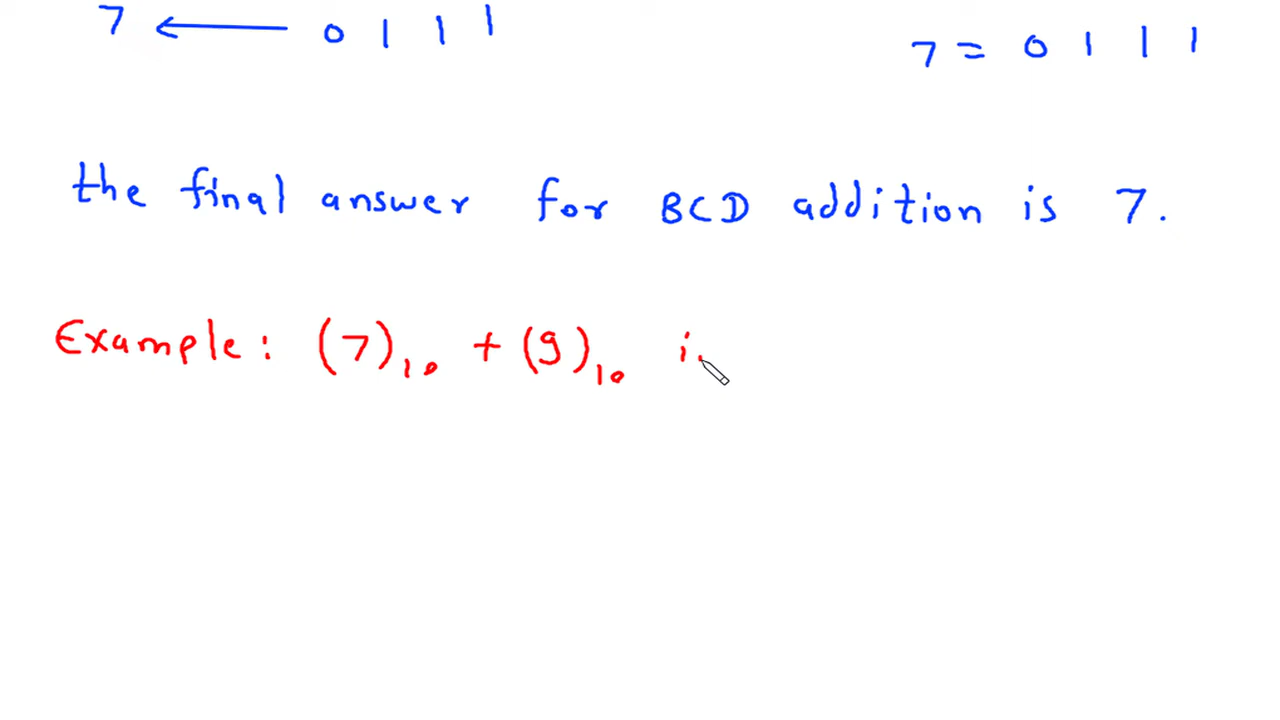 7 ← 0 1 1 1 7 = 0 1 1 1
the final answer for BCD addition is 7.
Example: (7)₁₀ + (9)₁₀ i